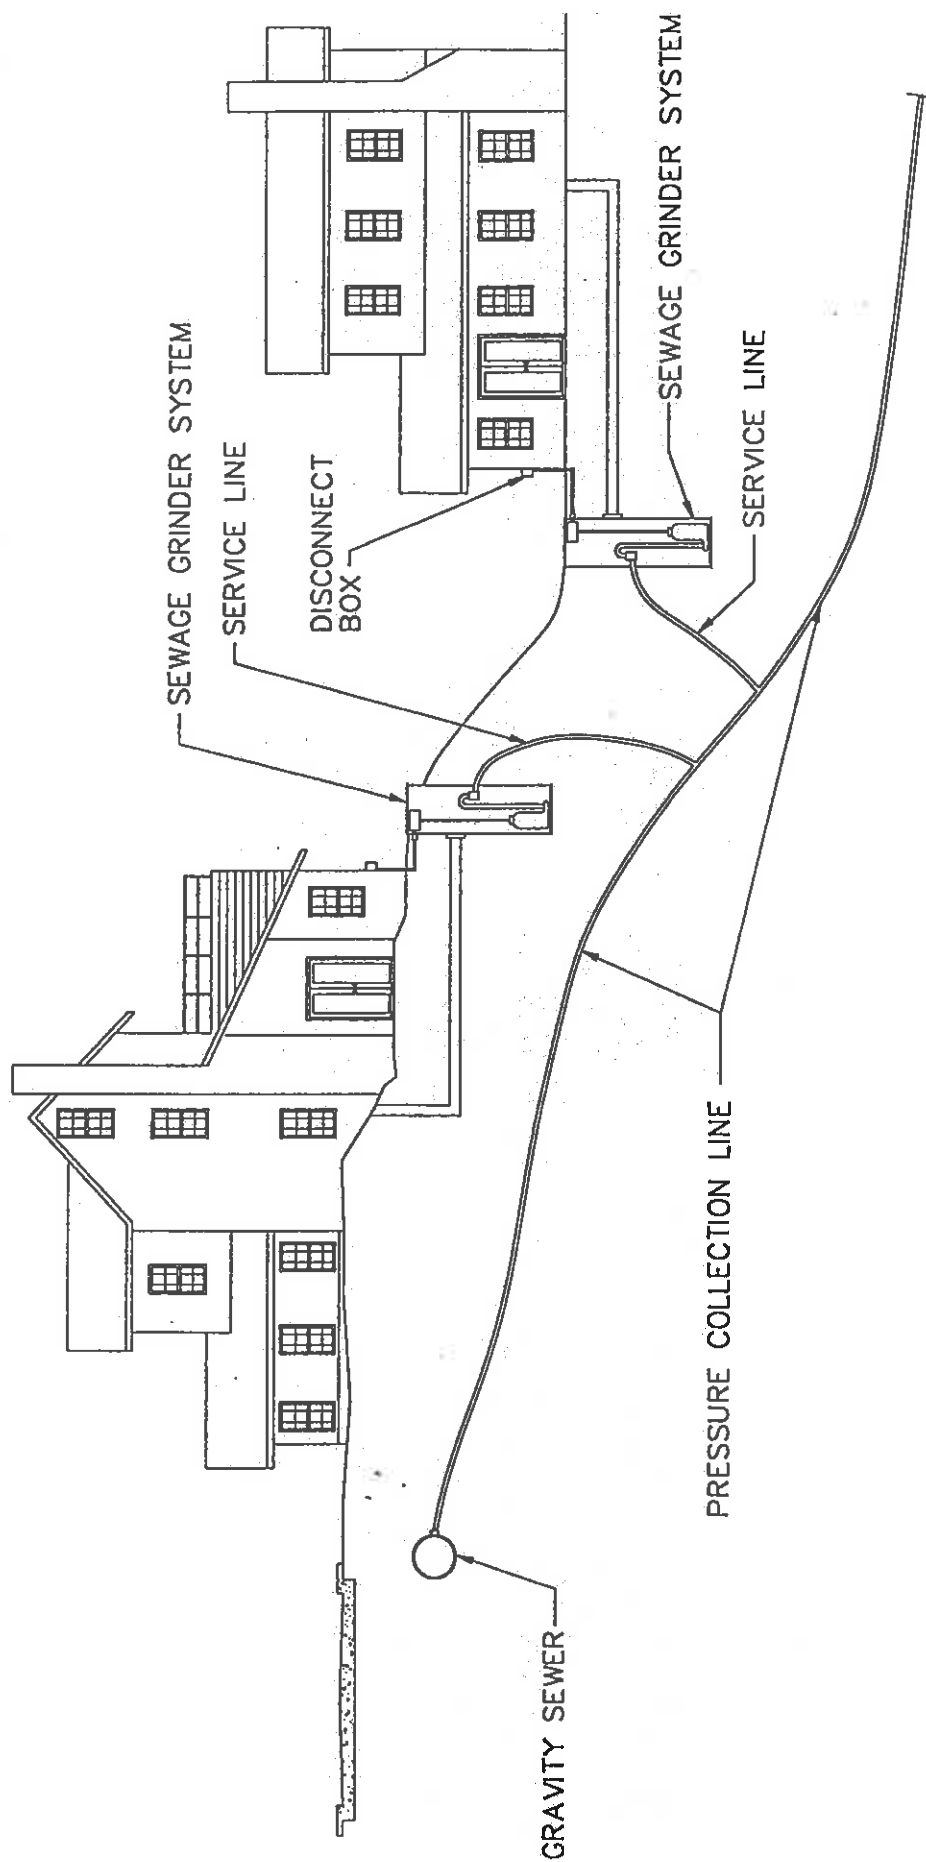 SEWAGE GRINDER SYSTEM
SERVICE LINE
DISCONNECT
BOX
SEWAGE GRINDER SYSTEM
SERVICE LINE
PRESSURE COLLECTION LINE
GRAVITY SEWER